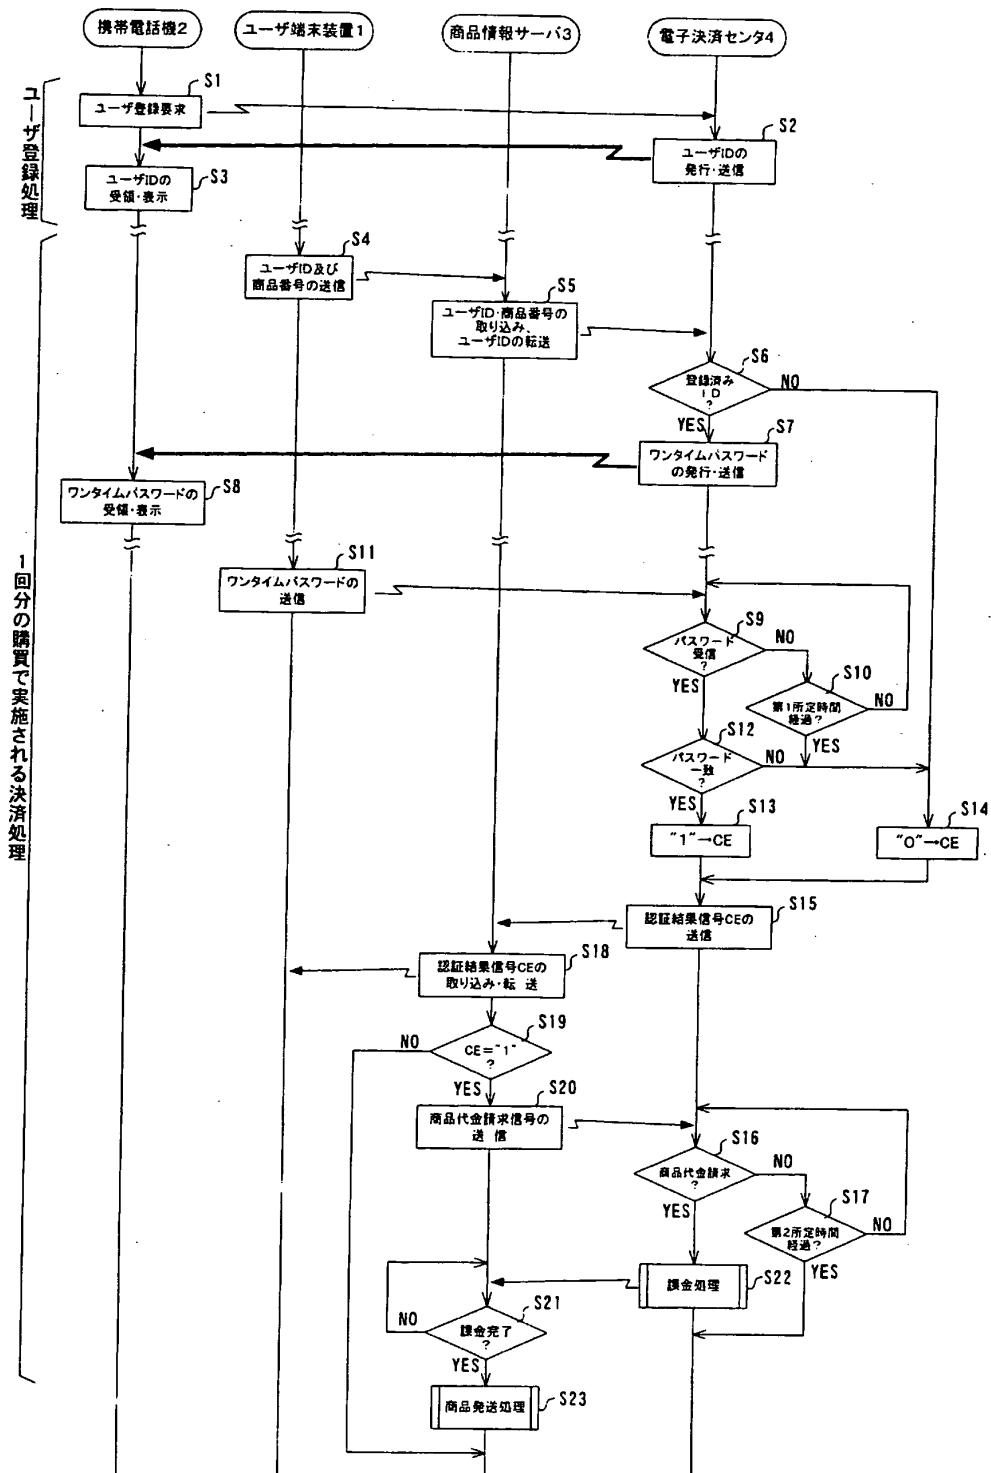 携帯電話機2
ユーザ端末装置1
商品情報サーバ3
電子決済センタ4
ユーザ登録処理
S1
ユーザ登録要求
S2
ユーザIDの
発行・送信
S3
ユーザIDの
受領・表示
S4
ユーザID及び
商品番号の送信
S5
ユーザID・商品番号の
取り込み、
ユーザIDの転送
S6
登録済み
ID
?
NO
YES
S7
ワンタイムパスワード
の発行・送信
S8
ワンタイムパスワードの
受領・表示
1回分の購買で実施される決済処理
S11
ワンタイムパスワードの
送信
S9
パスワード
受信
?
NO
YES
S10
第1所定時間
経過?
NO
YES
S12
パスワード
一致
?
NO
YES
S13
"1"→CE
S14
"0"→CE
S15
認証結果信号CEの
送信
S18
認証結果信号CEの
取り込み・転 送
S19
CE="1"
?
NO
YES
S20
商品代金請求信号の
送 信
S16
商品代金請求
?
NO
YES
S17
第2所定時間
経過?
NO
YES
S22
課金処理
S21
課金完了
?
NO
YES
S23
商品発送処理